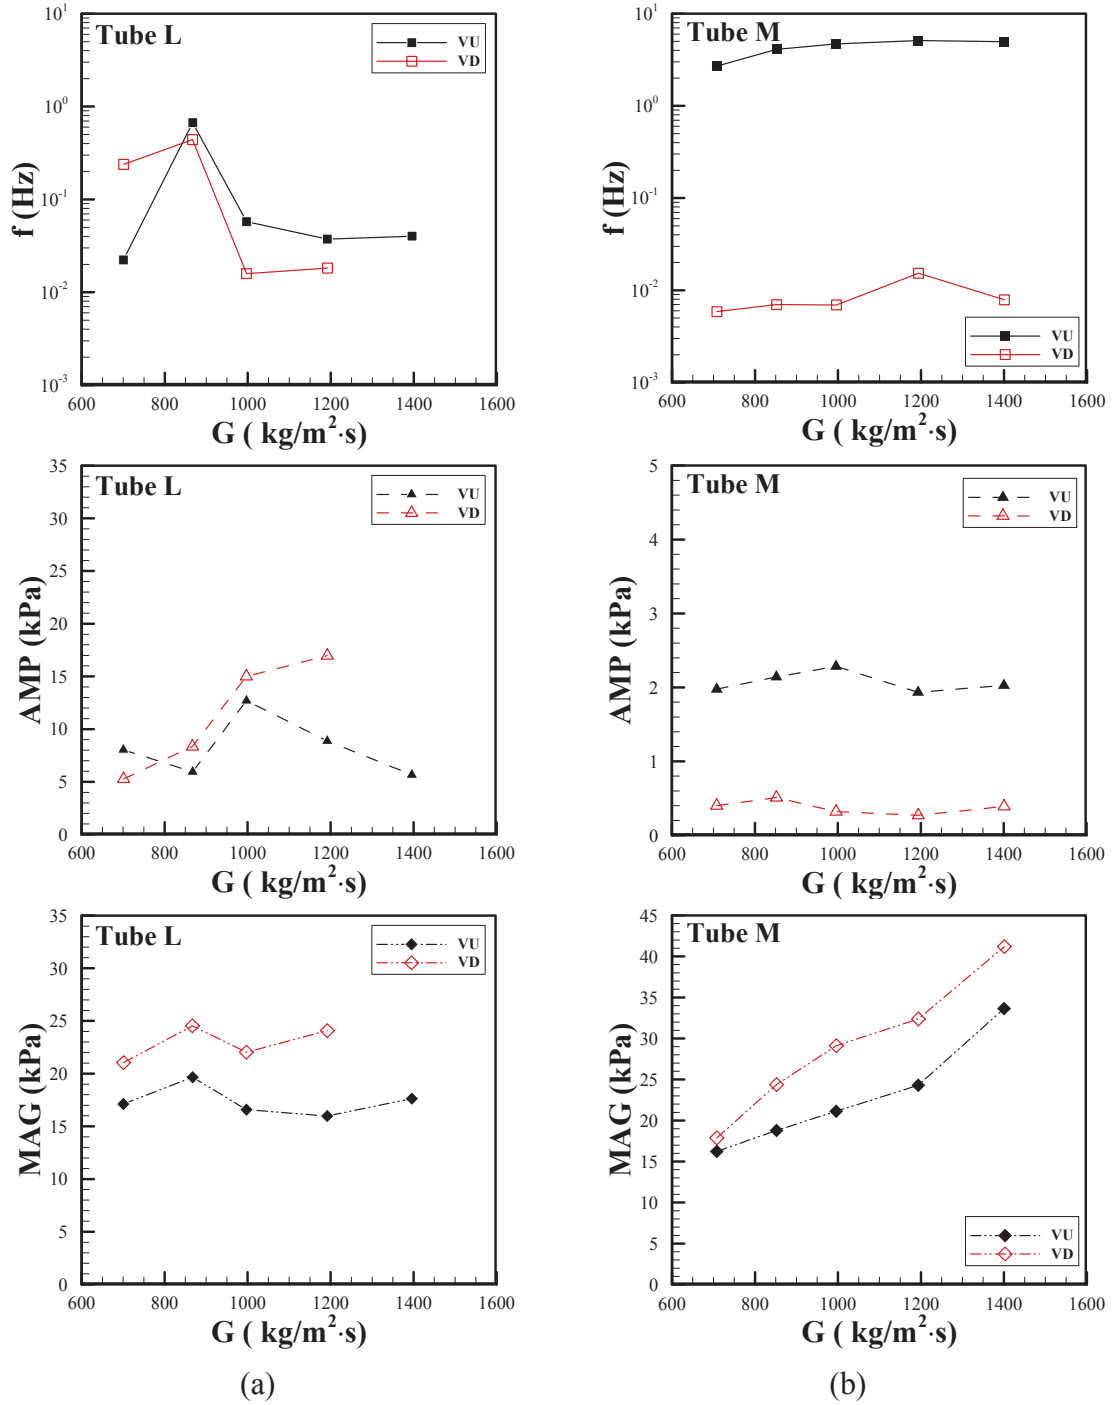 Tube L
VU
VD
10^1
10^0
10^-1
10^-2
10^-3
f (Hz)
600 800 1000 1200 1400 1600
G ( kg/m^2·s)
Tube M
VU
VD
10^1
10^0
10^-1
10^-2
10^-3
f (Hz)
600 800 1000 1200 1400 1600
G ( kg/m^2·s)
Tube L
VU
VD
35
30
25
20
15
10
5
0
AMP (kPa)
600 800 1000 1200 1400 1600
G ( kg/m^2·s)
Tube M
VU
VD
5
4
3
2
1
0
AMP (kPa)
600 800 1000 1200 1400 1600
G ( kg/m^2·s)
Tube L
VU
VD
35
30
25
20
15
10
5
0
MAG (kPa)
600 800 1000 1200 1400 1600
G ( kg/m^2·s)
Tube M
VU
VD
45
40
35
30
25
20
15
10
5
0
MAG (kPa)
600 800 1000 1200 1400 1600
G ( kg/m^2·s)
(a)
(b)